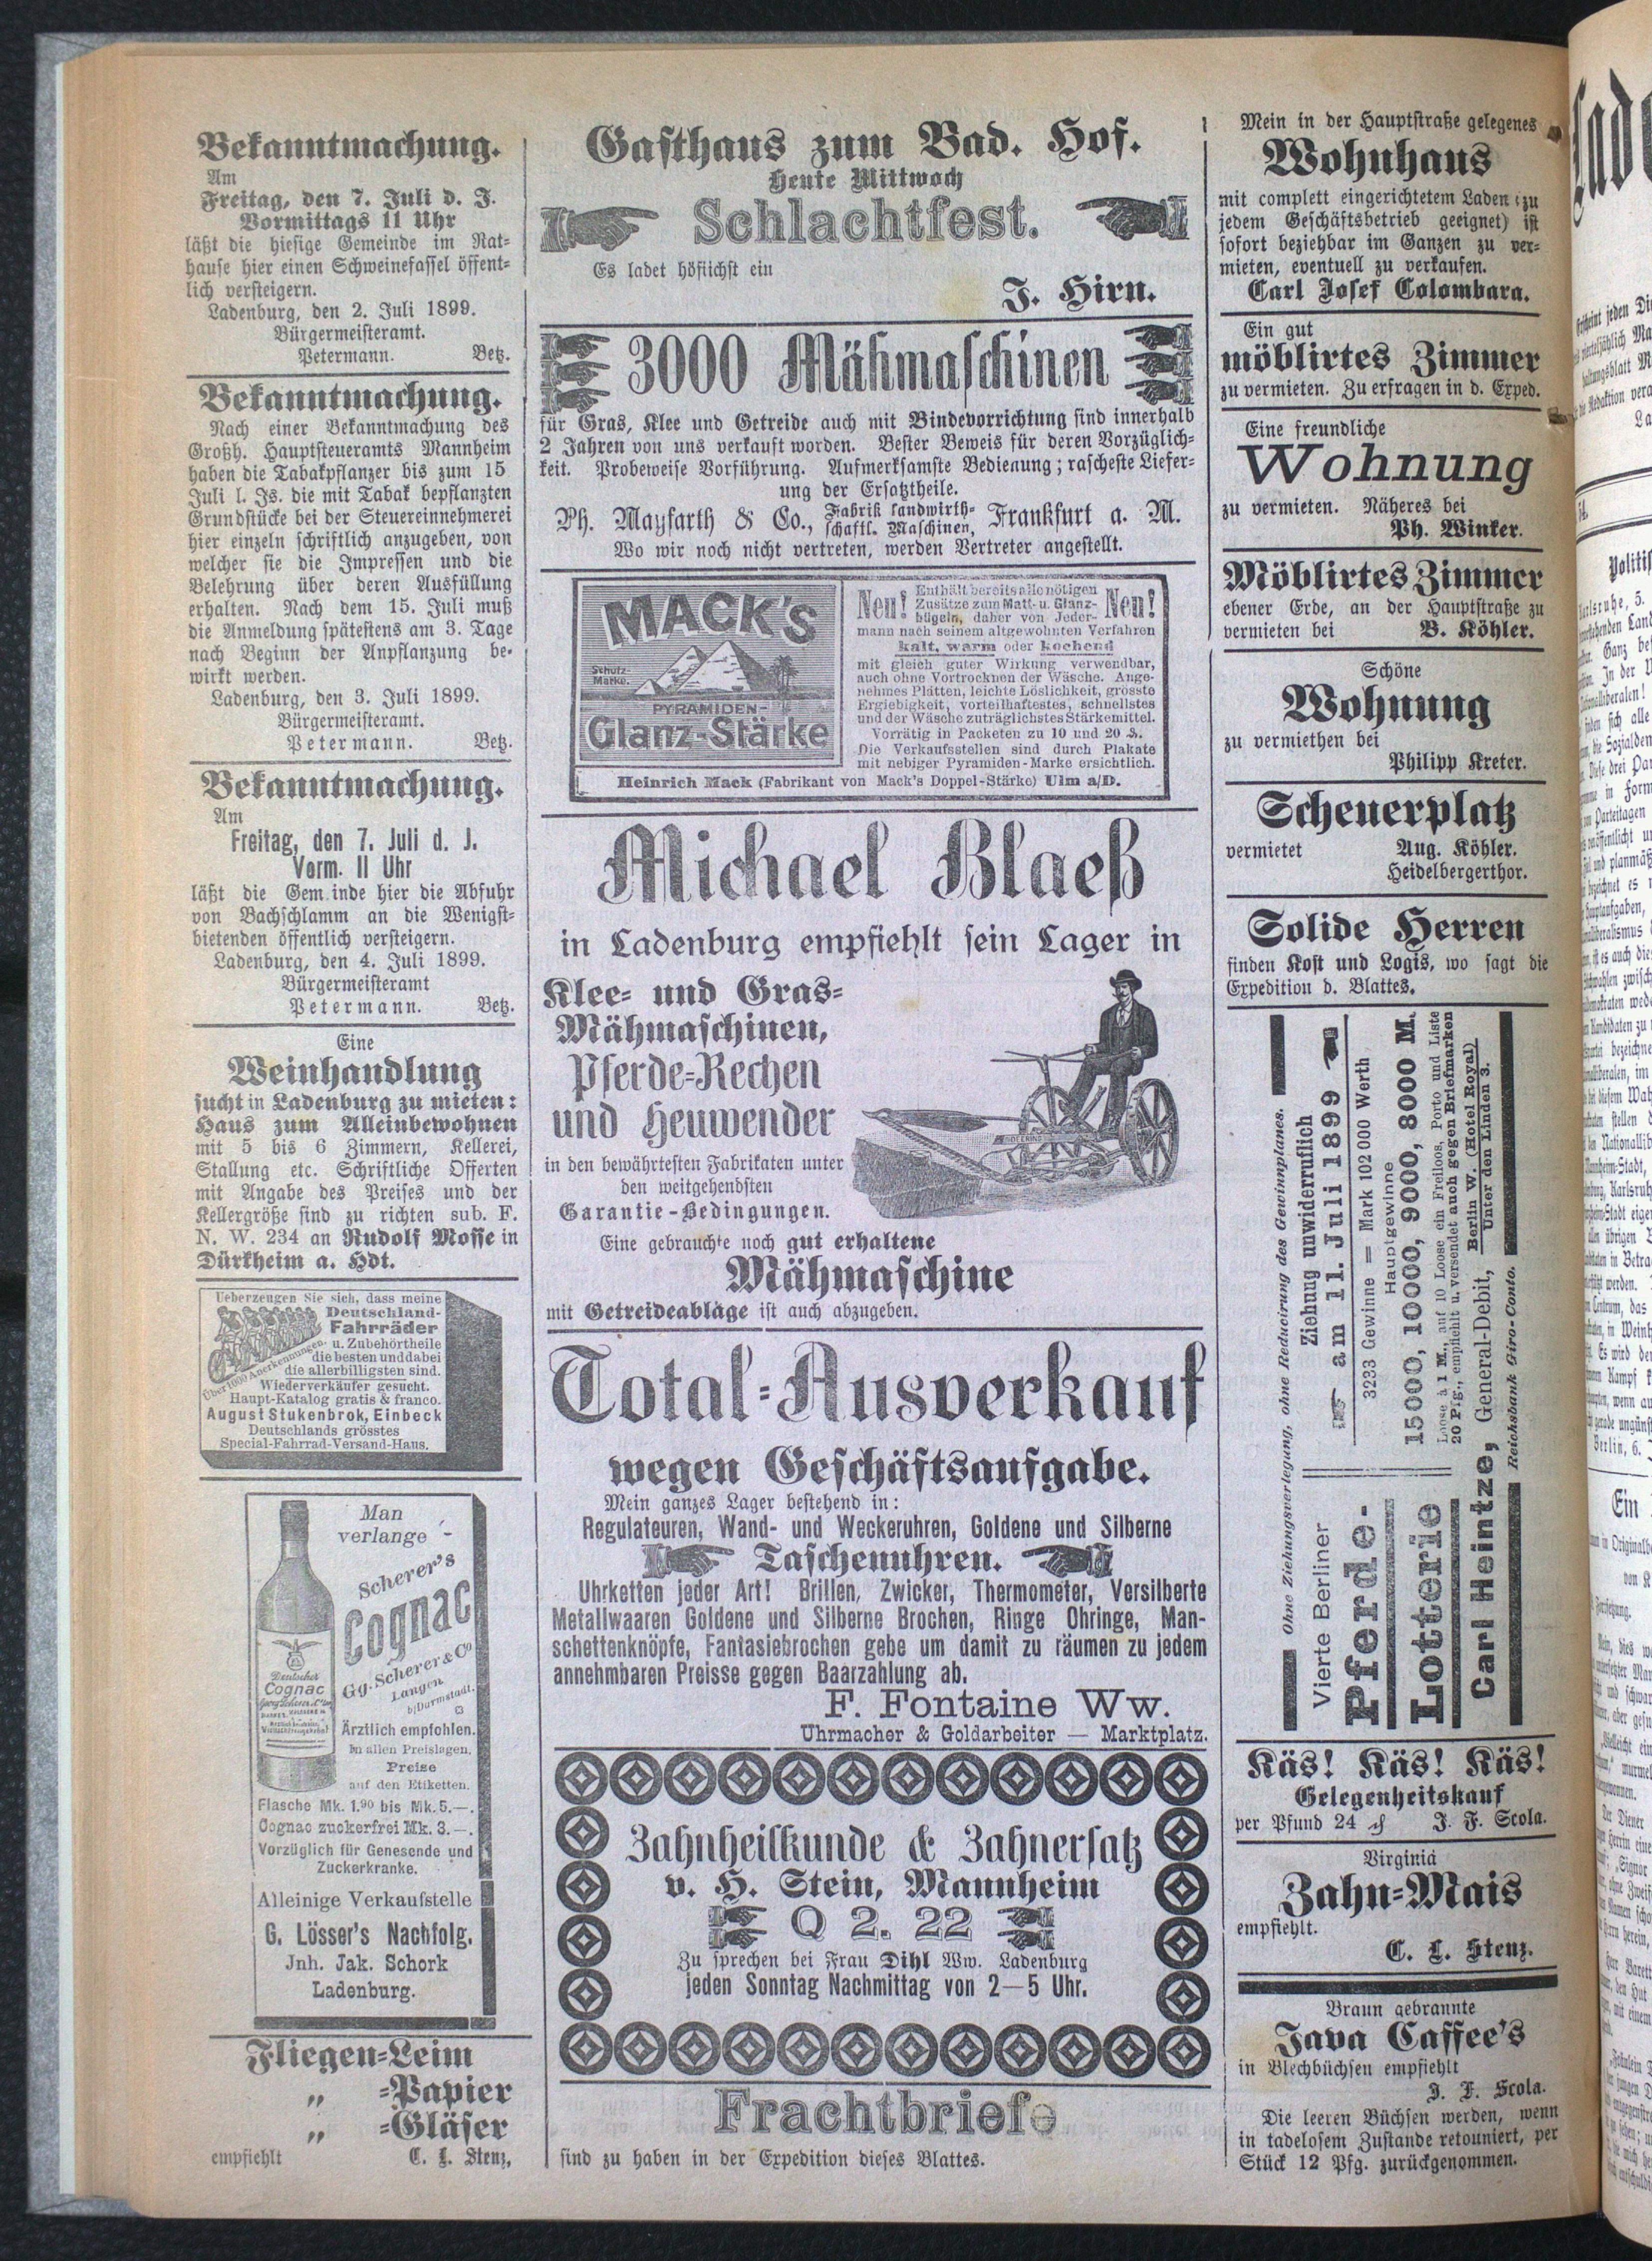 Bekanntmachung.
Am
Freitag, den 7. Juli d. J.
Vormittags 11 Uhr
läßt die hiesige Gemeinde im Rat-
hause hier einen Schweinefassel öffent-
lich versteigern.
Ladenburg, den 2. Juli 1899.
Bürgermeisteramt.
Petermann. Betz.
Bekanntmachung.
Nach einer Bekanntmachung des
Großh. Hauptsteueramts Mannheim
haben die Tabakpflanzer bis zum 15
Juli l. Js. die mit Tabak bepflanzten
Grundstücke bei der Steuereinnehmerei
hier einzeln schriftlich anzugeben, von
welcher sie die Impressen und die
Belehrung über deren Ausfüllung
erhalten. Nach dem 15. Juli muß
die Anmeldung spätestens am 3. Tage
nach Beginn der Anpflanzung be-
wirkt werden.
Ladenburg, den 3. Juli 1899.
Bürgermeisteramt.
Petermann. Betz.
Bekanntmachung.
Am
Freitag, den 7. Juli d. J.
Vorm. 11 Uhr
läßt die Gem inde hier die Abfuhr
von Bachschlamm an die Wenigst-
bietenden öffentlich versteigern.
Ladenburg, den 4. Juli 1899.
Bürgermeisteramt
Petermann. Betz.
Eine
Weinhandlung
sucht in Ladenburg zu mieten:
Haus zum Alleinbewohnen
mit 5 bis 6 Zimmern, Kellerei,
Stallung etc. Schriftliche Offerten
mit Angabe des Preises und der
Kellergröße sind zu richten sub. F.
N. W. 234 an Rudolf Mosse in
Dürkheim a. Hdt.
Ueberzeugen Sie sich, dass meine
Deutschland-
Fahrräder
u. Zubehörtheile
die besten und dabei
die allerbilligsten sind.
Über 1000 Anerkennungen.
Wiederverkäufer gesucht.
Haupt-Katalog gratis & franco.
August Stukenbrok, Einbeck
Deutschlands grösstes
Special-Fahrrad-Versand-Haus.
Man
verlange
Scherer's
Cognac
Gg. Scherer & Co
Langen
b/Darmstadt.
Deutscher
Cognac
Ärztlich empfohlen.
In allen Preislagen.
Preise
auf den Etiketten.
Flasche Mk. 1.90 bis Mk. 5.—.
Cognac zuckerfrei Mk. 3.—.
Vorzüglich für Genesende und
Zuckerkranke.
Alleinige Verkaufstelle
G. Lösser's Nachfolg.
Jnh. Jak. Schork
Ladenburg.
Fliegen-Leim
„ -Papier
„ -Gläser
empfiehlt C. L. Stenz,
Gasthaus zum Bad. Hof.
Heute Mittwoch
Schlachtfest.
Es ladet höflichst ein
J. Hirn.
3000 Mähmaschinen
für Gras, Klee und Getreide auch mit Bindevorrichtung sind innerhalb
2 Jahren von uns verkauft worden. Bester Beweis für deren Vorzüglich-
keit. Probeweise Vorführung. Aufmerksamste Bedienung; rascheste Liefer-
ung der Ersatztheile.
Ph. Mayfarth & Co., Fabrik landwirth-
schaftl. Maschinen, Frankfurt a. M.
Wo wir noch nicht vertreten, werden Vertreter angestellt.
MACK'S
Schutz-
Marke.
PYRAMIDEN-
Glanz-Stärke
Neu! Enthält bereits alle nötigen
Zusätze zum Matt- u. Glanz-
bügeln, daher von Jeder- Neu!
mann nach seinem altgewohnten Verfahren
kalt, warm oder kochend
mit gleich guter Wirkung verwendbar,
auch ohne Vortrocknen der Wäsche. Ange-
nehmes Plätten, leichte Löslichkeit, grösste
Ergiebigkeit, vorteilhaftestes, schnellstes
und der Wäsche zuträglichstes Stärkemittel.
Vorrätig in Packeten zu 10 und 20 ₰.
Die Verkaufsstellen sind durch Plakate
mit nebiger Pyramiden-Marke ersichtlich.
Heinrich Mack (Fabrikant von Mack's Doppel-Stärke) Ulm a/D.
Michael Blaeß
in Ladenburg empfiehlt sein Lager in
Klee- und Gras-
Mähmaschinen,
Pferde-Rechen
und Heuwender
in den bewährtesten Fabrikaten unter
den weitgehendsten
Garantie-Bedingungen.
Eine gebrauchte noch gut erhaltene
Mähmaschine
mit Getreideablage ist auch abzugeben.
Total-Ausverkauf
wegen Geschäftsaufgabe.
Mein ganzes Lager bestehend in:
Regulateuren, Wand- und Weckeruhren, Goldene und Silberne
Taschenuhren.
Uhrketten jeder Art! Brillen, Zwicker, Thermometer, Versilberte
Metallwaaren Goldene und Silberne Brochen, Ringe Ohringe, Man-
schettenknöpfe, Fantasiebrochen gebe um damit zu räumen zu jedem
annehmbaren Preisse gegen Baarzahlung ab.
F. Fontaine Ww.
Uhrmacher & Goldarbeiter — Marktplatz.
Zahnheilkunde & Zahnersatz
v. H. Stein, Mannheim
Q 2. 22
Zu sprechen bei Frau Dihl Ww. Ladenburg
jeden Sonntag Nachmittag von 2—5 Uhr.
Frachtbriefe
sind zu haben in der Expedition dieses Blattes.
Mein in der Hauptstraße gelegenes
Wohnhaus
mit complett eingerichtetem Laden (zu
jedem Geschäftsbetrieb geeignet) ist
sofort beziehbar im Ganzen zu ver-
mieten, eventuell zu verkaufen.
Carl Josef Colombara.
Ein gut
möblirtes Zimmer
zu vermieten. Zu erfragen in d. Exped.
Eine freundliche
Wohnung
zu vermieten. Näheres bei
Ph. Winker.
Möblirtes Zimmer
ebener Erde, an der Hauptstraße zu
vermieten bei B. Köhler.
Schöne
Wohnung
zu vermiethen bei
Philipp Kreter.
Scheuerplatz
vermietet Aug. Köhler.
Heidelbergerthor.
Solide Herren
finden Kost und Logis, wo sagt die
Expedition d. Blattes.
Ohne Ziehungsverlegung, ohne Reducirung des Gewinnplanes.
Vierte Berliner
Pferde-
Lotterie
Ziehung unwiderruflich
am 11. Juli 1899
3233 Gewinne = Mark 102 000 Werth
Hauptgewinne
15000, 10000, 9000, 8000 M.
Loose à 1 M., auf 10 Loose ein Freiloos, Porto und Liste
20 Pfg., empfiehlt u. versendet auch gegen Briefmarken
Carl Heintze, General-Debit, Berlin W. (Hotel Royal)
Unter den Linden 3.
Reichsbank Giro-Conto.
Käs! Käs! Käs!
Gelegenheitskauf
per Pfund 24 ₰ J. F. Scola.
Virginia
Zahn-Mais
empfiehlt.
C. L. Stenz.
Braun gebrannte
Java Caffee's
in Blechbüchsen empfiehlt
J. F. Scola.
Die leeren Büchsen werden, wenn
in tadelosem Zustande retouniert, per
Stück 12 Pfg. zurückgenommen.